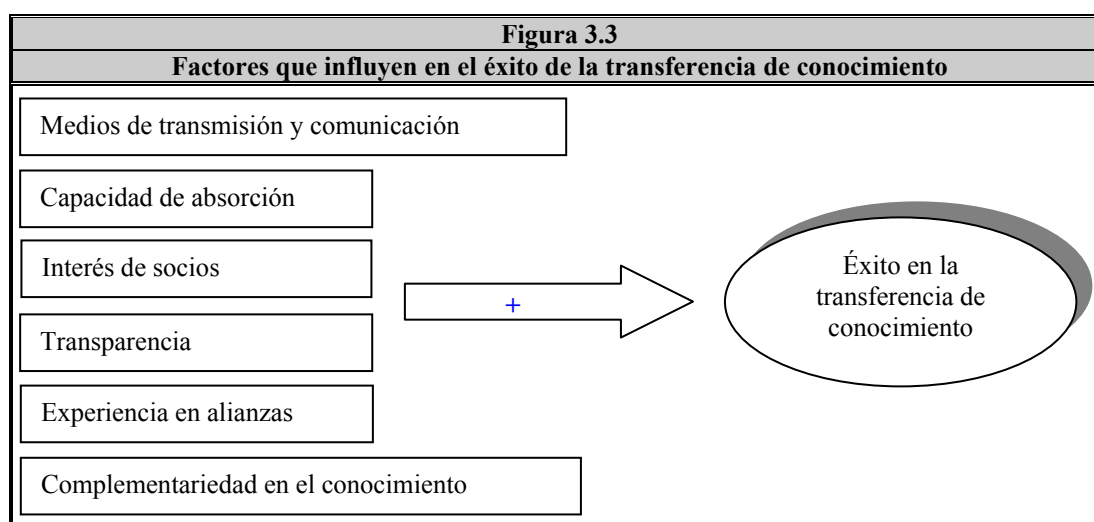 Figura 3.3
Factores que influyen en el éxito de la transferencia de conocimiento
Medios de transmisión y comunicación
Capacidad de absorción
Interés de socios
Transparencia
Experiencia en alianzas
Complementariedad en el conocimiento
+
Éxito en la
transferencia de
conocimiento